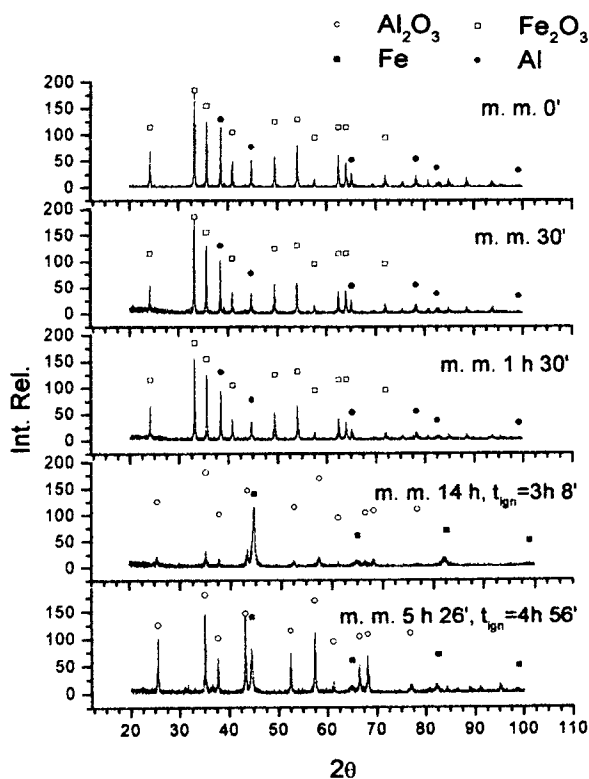 ○ Al₂O₃ □ Fe₂O₃
■ Fe ● Al
200
150
100
50
0
m. m. 0'
200
150
100
50
0
m. m. 30'
200
150
100
50
0
m. m. 1 h 30'
200
150
100
50
0
m. m. 14 h, tign=3h 8'
150
100
50
0
m. m. 5 h 26', tign=4h 56'
Int. Rel.
20 30 40 50 60 70 80 90 100 110
2θ